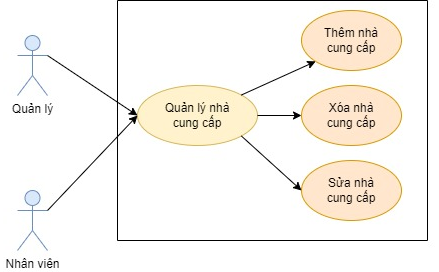 Quản lý
Nhân viên
Quản lý nhà
cung cấp
Thêm nhà
cung cấp
Xóa nhà
cung cấp
Sửa nhà
cung cấp